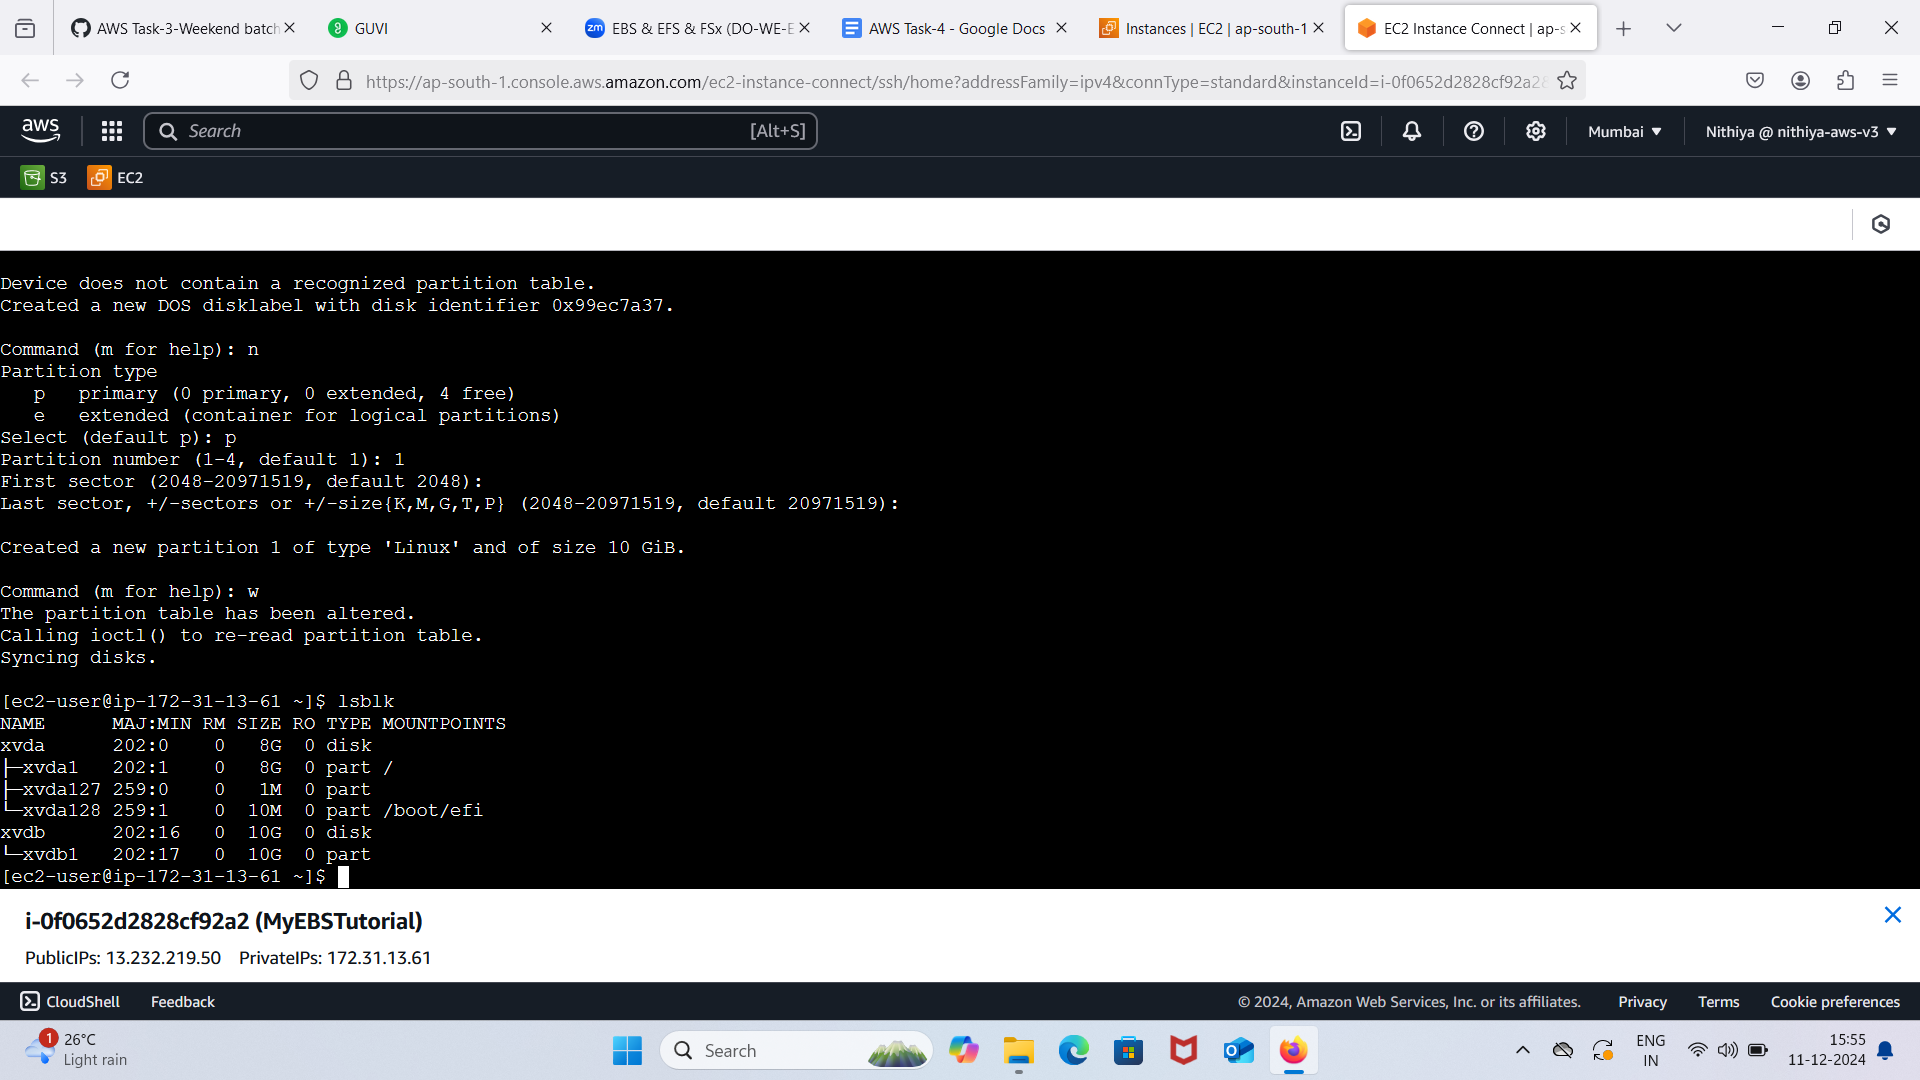 AWS Task-3-Weekend batch
GUVI
EBS & EFS & FSx (DO-WE-E
AWS Task-4 - Google Docs
Instances | EC2 | ap-south-1
EC2 Instance Connect | ap-s
https://ap-south-1.console.aws.amazon.com/ec2-instance-connect/ssh/home?addressFamily=ipv4&connType=standard&instanceId=i-0f0652d2828cf92a28
aws
Search
[Alt+S]
Mumbai
Nithiya @ nithiya-aws-v3
S3
EC2
Device does not contain a recognized partition table.
Created a new DOS disklabel with disk identifier 0x99ec7a37.
Command (m for help): n
Partition type
p primary (0 primary, 0 extended, 4 free)
e extended (container for logical partitions)
Select (default p): p
Partition number (1-4, default 1): 1
First sector (2048-20971519, default 2048):
Last sector, +/-sectors or +/-size{K,M,G,T,P} (2048-20971519, default 20971519):
Created a new partition 1 of type 'Linux' and of size 10 GiB.
Command (m for help): w
The partition table has been altered.
Calling ioctl() to re-read partition table.
Syncing disks.
[ec2-user@ip-172-31-13-61 ~]$ lsblk
NAME MAJ:MIN RM SIZE RO TYPE MOUNTPOINTS
xvda 202:0 0 8G 0 disk
├─xvda1 202:1 0 8G 0 part /
├─xvda127 259:0 0 1M 0 part
└─xvda128 259:1 0 10M 0 part /boot/efi
xvdb 202:16 0 10G 0 disk
└─xvdb1 202:17 0 10G 0 part
[ec2-user@ip-172-31-13-61 ~]$
i-0f0652d2828cf92a2 (MyEBSTutorial)
PublicIPs: 13.232.219.50 PrivateIPs: 172.31.13.61
CloudShell
Feedback
© 2024, Amazon Web Services, Inc. or its affiliates.
Privacy
Terms
Cookie preferences
1
26°C
Light rain
Search
ENG
IN
15:55
11-12-2024